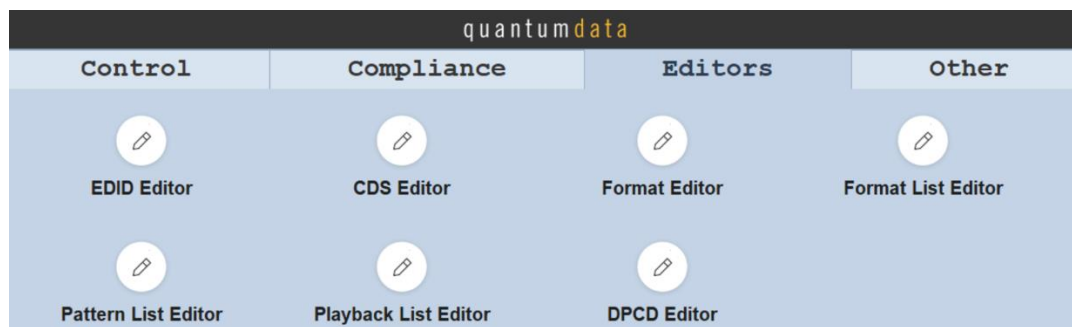 quantumdata
Control Compliance Editors Other
EDID Editor CDS Editor Format Editor Format List Editor
Pattern List Editor Playback List Editor DPCD Editor